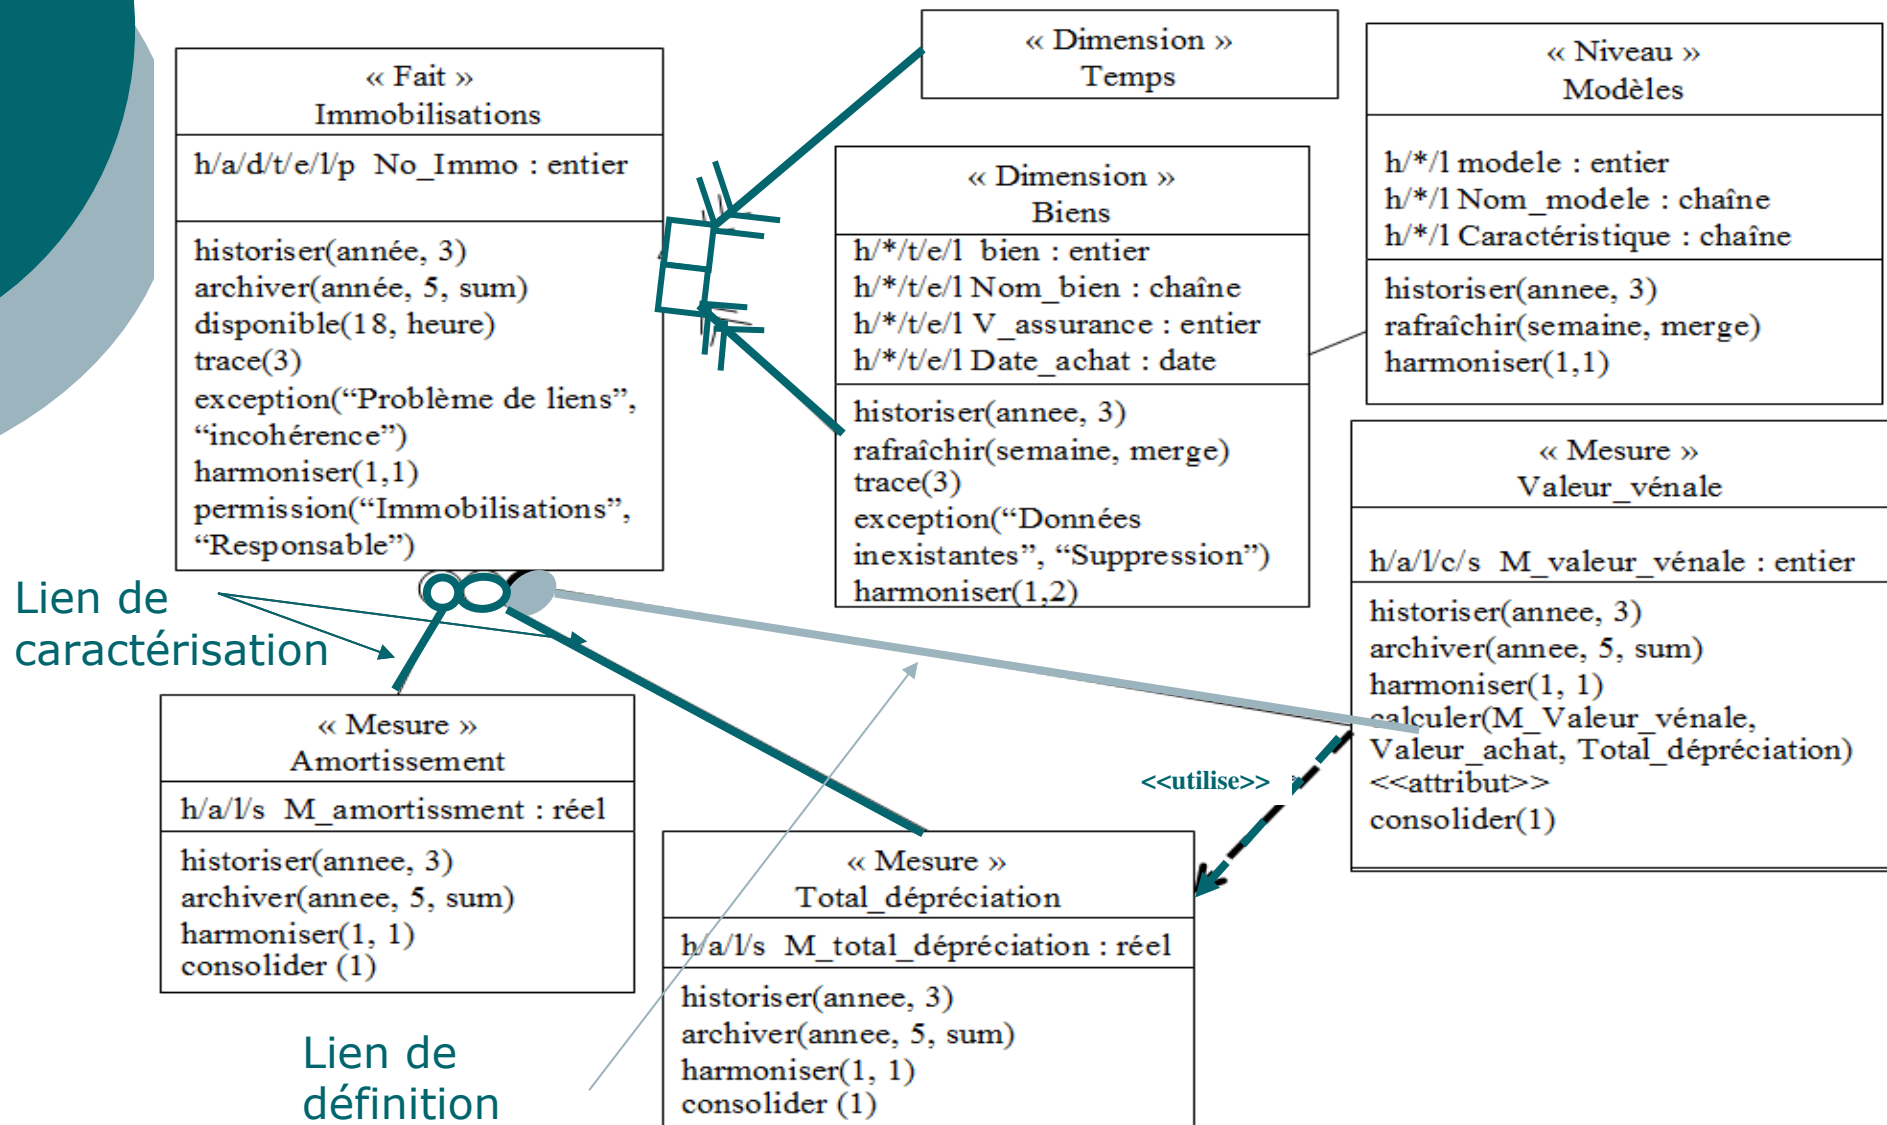 « Fait »
Immobilisations
h/a/d/t/e/l/p No_Immo : entier
historiser(année, 3)
archiver(année, 5, sum)
disponible(18, heure)
trace(3)
exception(“Problème de liens”,
“incohérence”)
harmoniser(1,1)
permission(“Immobilisations”,
“Responsable”)
« Dimension »
Temps
« Dimension »
Biens
h/*/t/e/l bien : entier
h/*/t/e/l Nom_bien : chaîne
h/*/t/e/l V_assurance : entier
h/*/t/e/l Date_achat : date
historiser(annee, 3)
rafraîchir(semaine, merge)
trace(3)
exception(“Données
inexistantes”, “Suppression”)
harmoniser(1,2)
« Niveau »
Modèles
h/*/l modele : entier
h/*/l Nom_modele : chaîne
h/*/l Caractéristique : chaîne
historiser(annee, 3)
rafraîchir(semaine, merge)
harmoniser(1,1)
« Mesure »
Valeur_vénale
h/a/l/c/s M_valeur_vénale : entier
historiser(annee, 3)
archiver(annee, 5, sum)
harmoniser(1, 1)
calculer(M_Valeur_vénale,
Valeur_achat, Total_dépréciation)
<<attribut>>
consolider(1)
Lien de
caractérisation
« Mesure »
Amortissement
h/a/l/s M_amortissment : réel
historiser(annee, 3)
archiver(annee, 5, sum)
harmoniser(1, 1)
consolider (1)
<<utilise>>
« Mesure »
Total_dépréciation
h/a/l/s M_total_dépréciation : réel
historiser(annee, 3)
archiver(annee, 5, sum)
harmoniser(1, 1)
consolider (1)
Lien de
définition